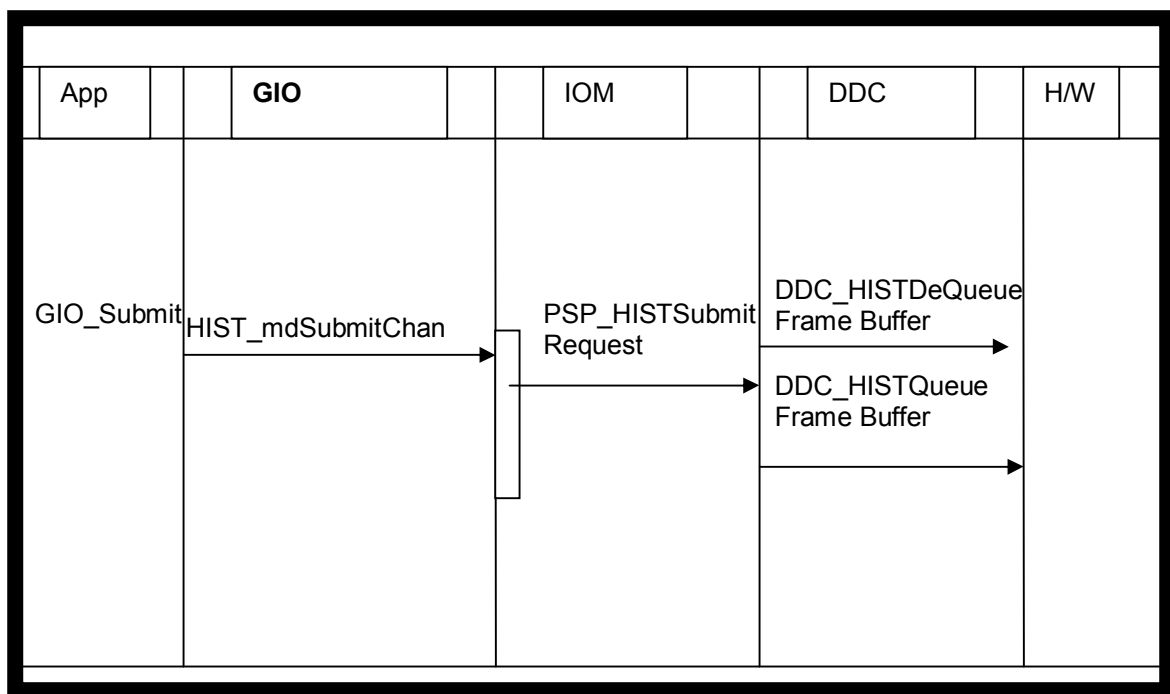 App
GIO
IOM
DDC
H/W
GIO_Submit
HIST_mdSubmitChan
PSP_HISTSubmit
Request
DDC_HISTDeQueue
Frame Buffer
DDC_HISTQueue
Frame Buffer